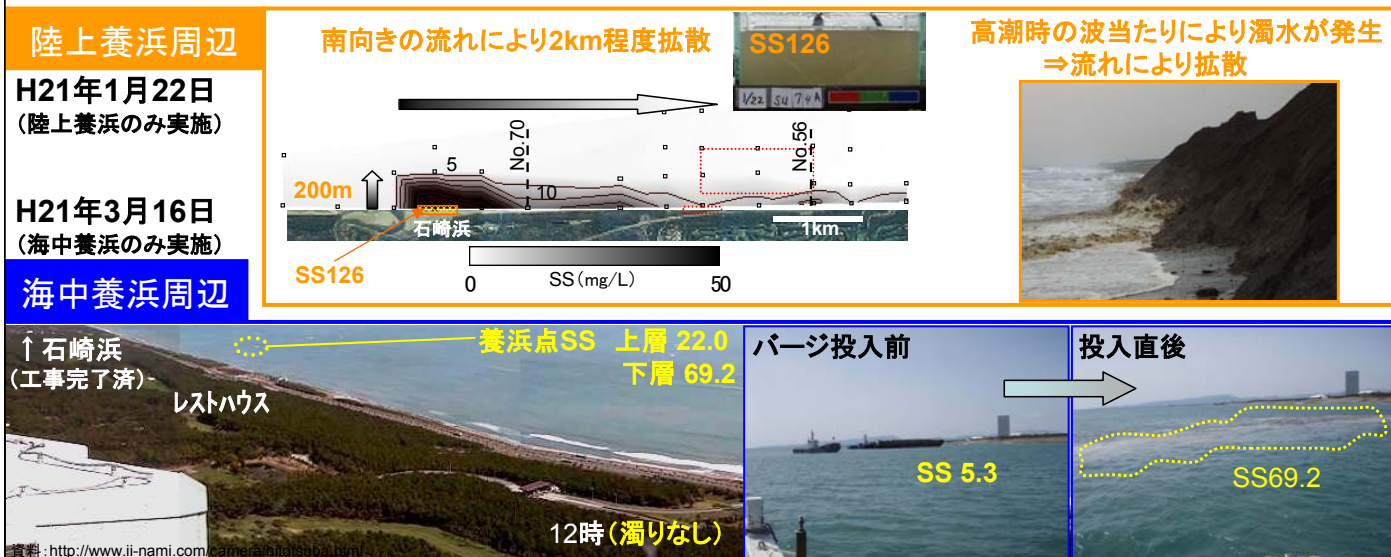 陸上養浜周辺
H21年1月22日
（陸上養浜のみ実施）
南向きの流れにより2km程度拡散
SS126
1/22 SU 74A
高潮時の波当たりにより濁水が発生
⇒流れにより拡散
5
No.70
10
No.56
200m
石崎浜
1km
SS126
0 SS（mg/L） 50
H21年3月16日
（海中養浜のみ実施）
海中養浜周辺
↑石崎浜
（工事完了済）
レストハウス
養浜点SS 上層 22.0
下層 69.2
12時（濁りなし）
資料：http://www.ii-nami.com/camera/hitotsuba.html
バージ投入前
SS 5.3
投入直後
SS69.2